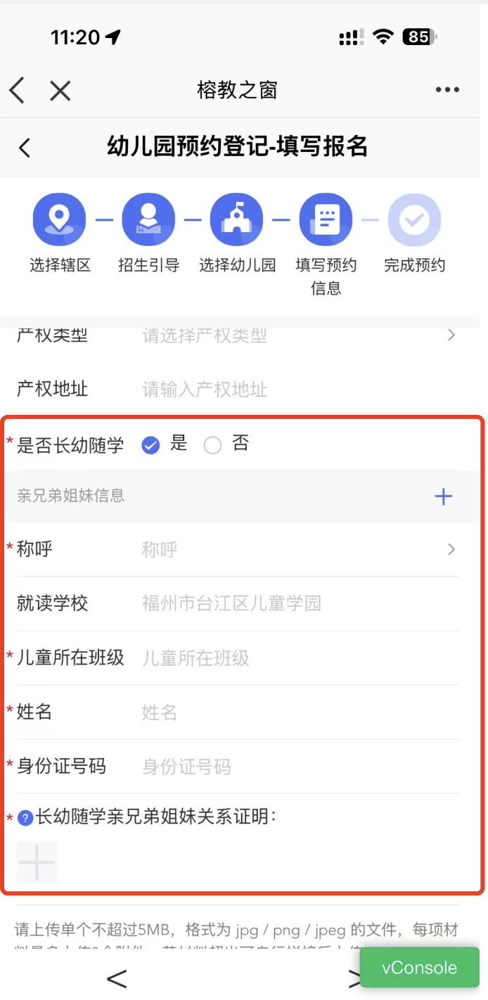 11:20
85
榕教之窗
幼儿园预约登记-填写报名
选择辖区 招生引导 选择幼儿园 填写预约信息 完成预约
产权类型 请选择产权类型
产权地址 请输入产权地址
*是否长幼随学 是 否
亲兄弟姐妹信息
*称呼 称呼
就读学校 福州市台江区儿童学园
*儿童所在班级 儿童所在班级
*姓名 姓名
*身份证号码 身份证号码
*?长幼随学亲兄弟姐妹关系证明:
请上传单个不超过5MB，格式为 jpg / png / jpeg 的文件，每项材
vConsole